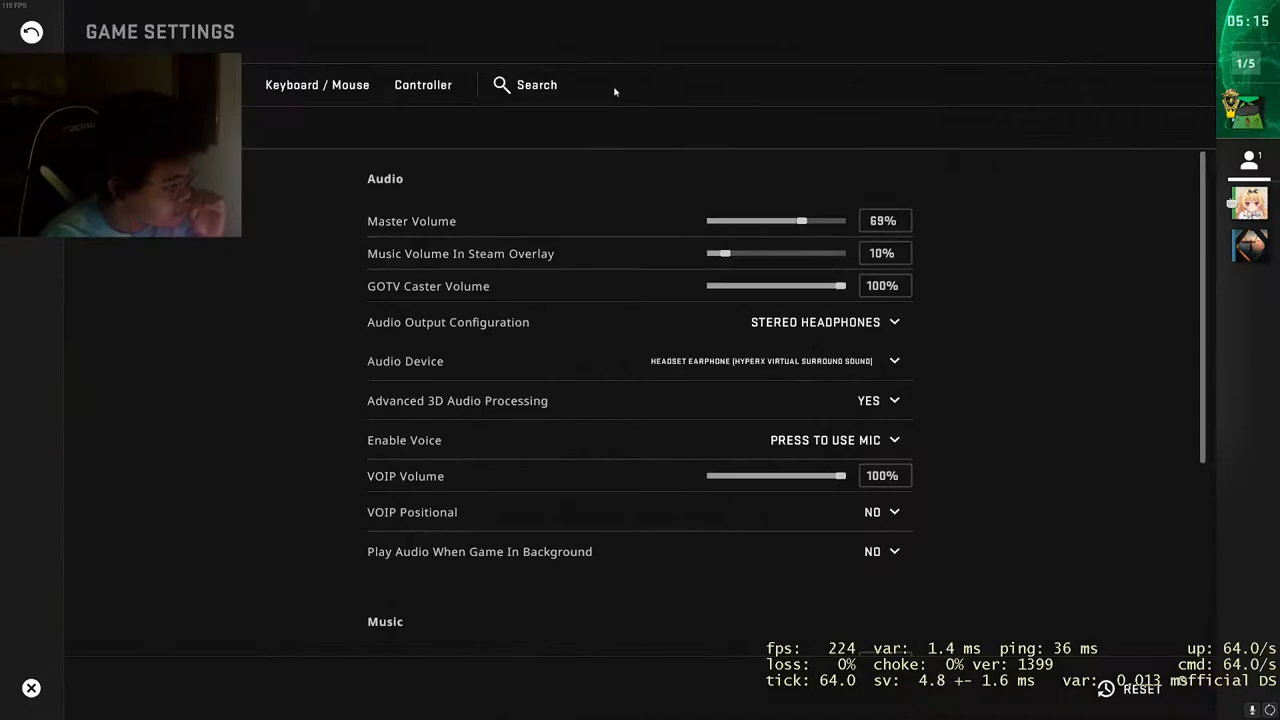 119 FPS
GAME SETTINGS
05:15
1/5
Keyboard / Mouse Controller Search
1
Audio
Master Volume 69%
Music Volume In Steam Overlay 10%
GOTV Caster Volume 100%
Audio Output Configuration STEREO HEADPHONES
Audio Device HEADSET EARPHONE (HYPERX VIRTUAL SURROUND SOUND)
Advanced 3D Audio Processing YES
Enable Voice PRESS TO USE MIC
VOIP Volume 100%
VOIP Positional NO
Play Audio When Game In Background NO
Music
fps: 224 var: 1.4 ms ping: 36 ms up: 64.0/s
loss: 0% choke: 0% ver: 1399 cmd: 64.0/s
tick: 64.0 sv: 4.8 +- 1.6 ms var: 0.013 ms
RESET